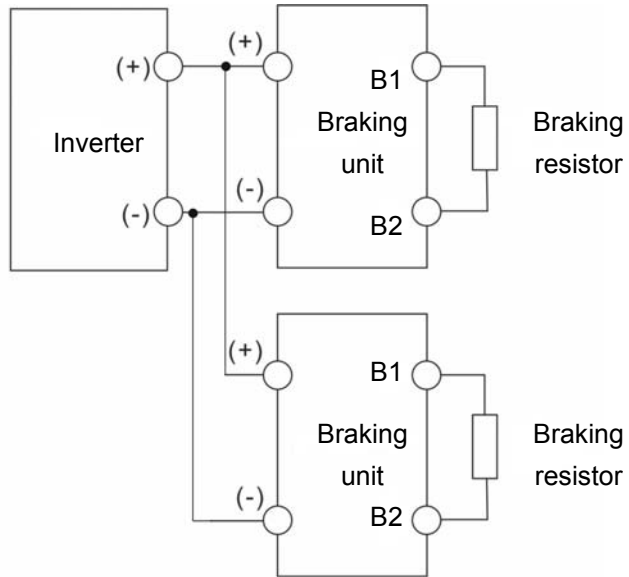 (+)
(+)
B1
Inverter
Braking
unit
Braking
resistor
(-)
(-)
B2
(+)
B1
Braking
unit
Braking
resistor
(-)
B2